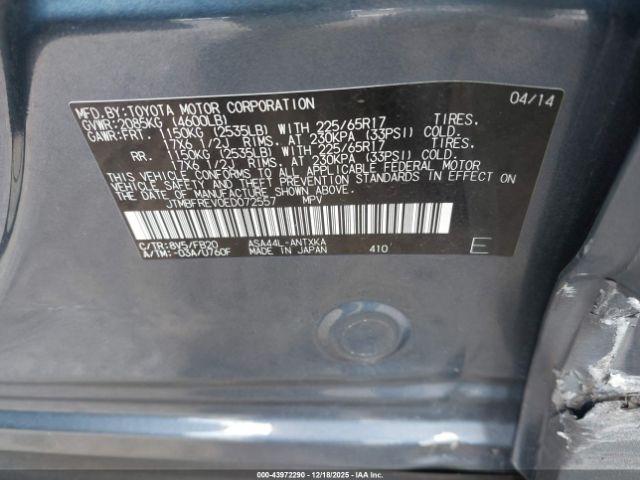 MFD.BY:TOYOTA MOTOR CORPORATION 04/14
GVWR:2085KG (4600LB)
GAWR:FRT. 1150KG (2535LB) WITH 225/65R17 TIRES.
17X6 1/2J RIMS. AT 230KPA (33PSI) COLD.
RR. 1150KG (2535LB) WITH 225/65R17 TIRES.
17X6 1/2J RIMS. AT 230KPA (33PSI) COLD.
THIS VEHICLE CONFORMS TO ALL APPLICABLE FEDERAL MOTOR
VEHICLE SAFETY AND THEFT PREVENTION STANDARDS IN EFFECT ON
THE DATE OF MANUFACTURE SHOWN ABOVE.
JTMBFREV0ED072557 MPV
C/TR:8V5/FB20 ASA44L-ANTXKA 410 E
A/TM:-03A/U760F MADE IN JAPAN
000-43972290 - 12/18/2025 - IAAI.COM